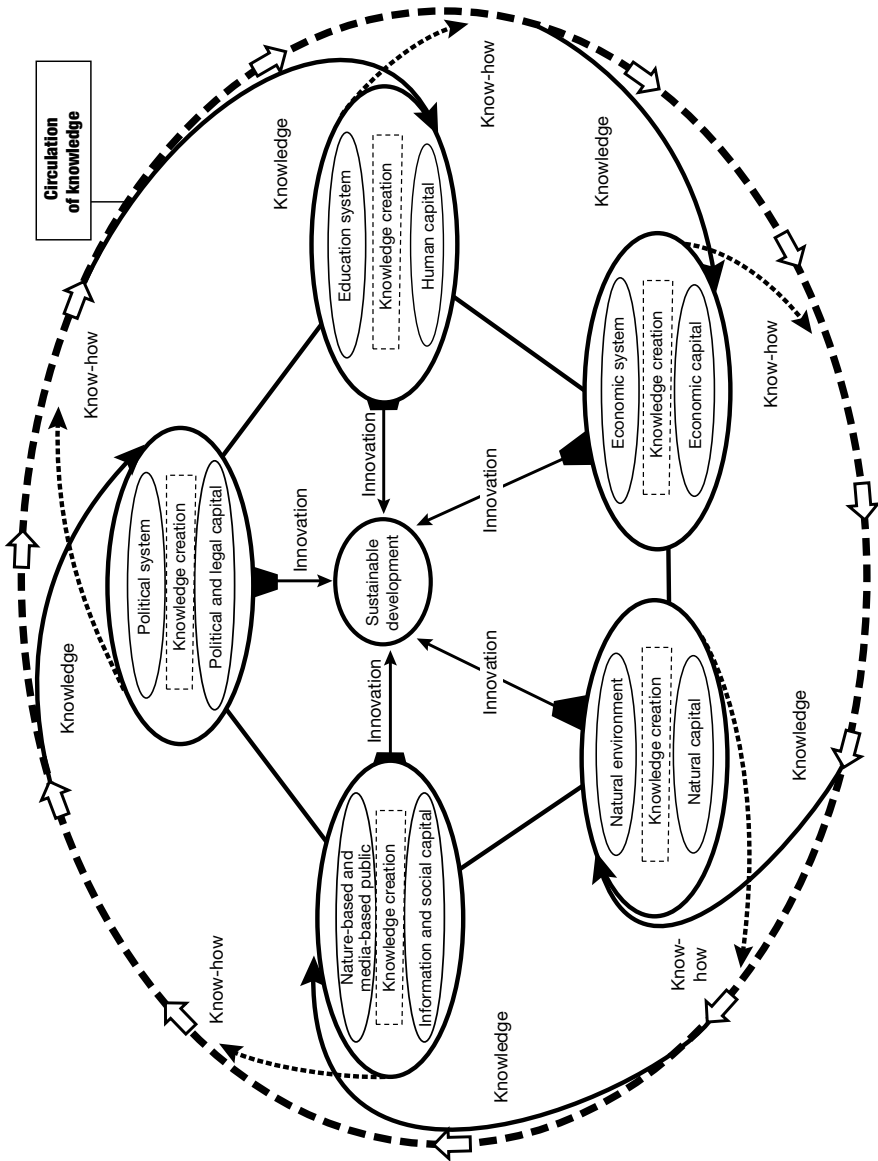 Circulation
of knowledge
Political system
Knowledge creation
Political and legal capital
Know-how
Knowledge
Innovation
Education system
Knowledge creation
Human capital
Knowledge
Know-how
Innovation
Economic system
Knowledge creation
Economic capital
Knowledge
Know-how
Innovation
Natural environment
Knowledge creation
Natural capital
Knowledge
Know-
how
Innovation
Nature-based and
media-based public
Knowledge creation
Information and social capital
Knowledge
Know-how
Innovation
Sustainable
development